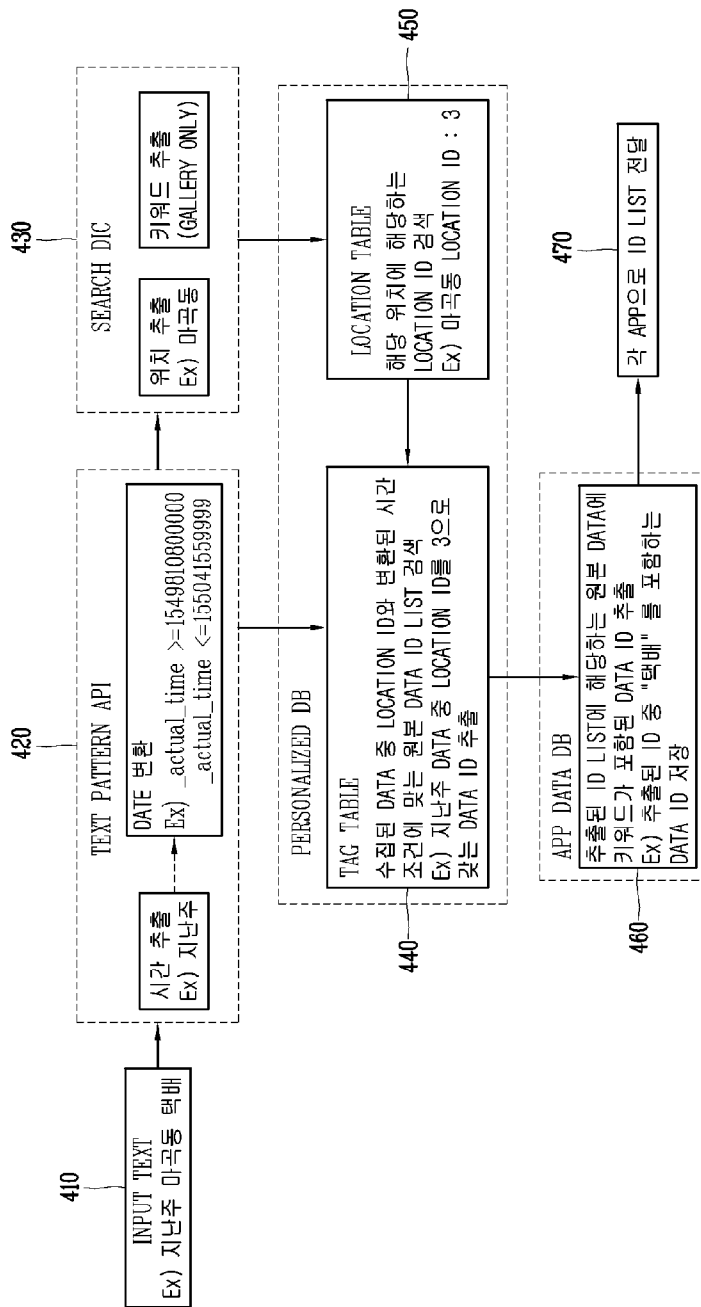 410
INPUT TEXT
Ex) 지난주 마곡동 택배
420
TEXT PATTERN API
시간 추출
Ex) 지난주
DATE 변환
Ex) _actual_time >=1549810800000
_actual_time <=155041559999
430
SEARCH DIC
위치 추출
Ex) 마곡동
키워드 추출
(GALLERY ONLY)
PERSONALIZED DB
TAG TABLE
수집된 DATA 중 LOCATION ID와 변환된 시간
조건에 맞는 원본 DATA ID LIST 검색
Ex) 지난주 DATA 중 LOCATION ID를 3으로
갖는 DATA ID 추출
440
LOCATION TABLE
해당 위치에 해당하는
LOCATION ID 검색
Ex) 마곡동 LOCATION ID : 3
450
APP DATA DB
추출된 ID LIST에 해당하는 원본 DATA에
키워드가 포함된 DATA ID 추출
Ex) 추출된 ID 중 "택배" 를 포함하는
DATA ID 저장
460
470
각 APP으로 ID LIST 전달